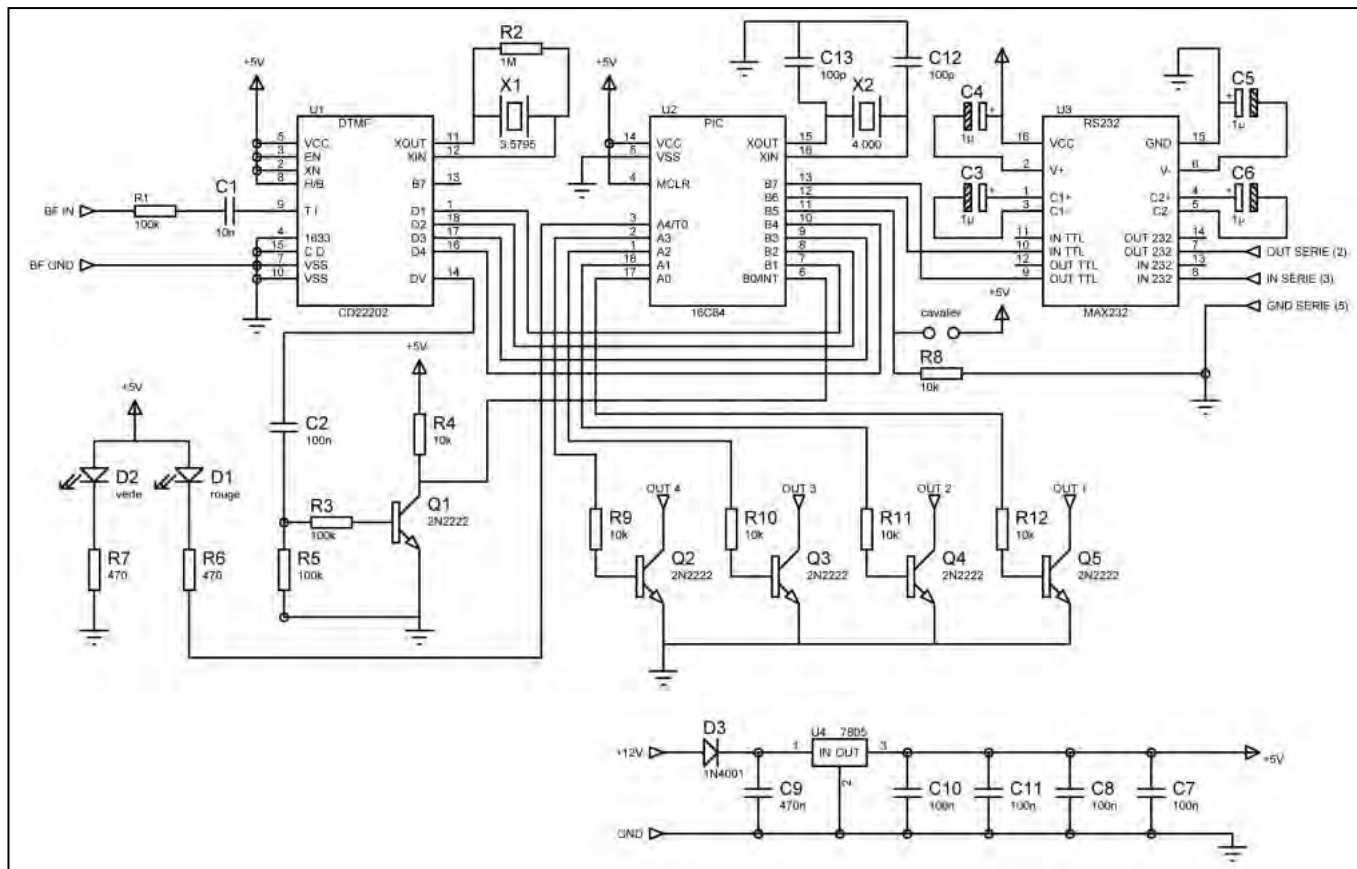 +5V
U1
DTMF
5 VCC
3 EN
2 XN
8 H/B
9 T I
4 1633
15 C D
7 VSS
10 VSS
XOUT 11
XIN 12
B7 13
D1 1
D2 18
D3 17
D4 16
DV 14
CD22202
R2
1M
X1
3.5795
BF IN
R1
100k
C1
10n
BF GND
+5V
U2
PIC
14 VCC
5 VSS
4 MCLR
3 A4/T0
2 A3
1 A2
18 A1
17 A0
XOUT 15
XIN 16
B7 13
B6 12
B5 11
B4 10
B3 9
B2 8
B1 7
B0/INT 6
16C84
C13
100p
C12
100p
X2
4.000
C4
1µ
+
C3
1µ
+
U3
RS232
16 VCC
2 V+
1 C1+
3 C1-
11 IN TTL
10 IN TTL
12 OUT TTL
9 OUT TTL
GND 15
V- 6
C2+ 4
C2- 5
OUT 232 14
OUT 232 7
IN 232 13
IN 232 8
MAX232
C5
1µ
+
C6
1µ
+
OUT SERIE (2)
IN SERIE (3)
GND SERIE (5)
+5V
cavalier
R8
10k
+5V
D2
verte
D1
rouge
R7
470
R6
470
C2
100n
R3
100k
R5
100k
+5V
R4
10k
Q1
2N2222
OUT 4
R9
10k
Q2
2N2222
OUT 3
R10
10k
Q3
2N2222
OUT 2
R11
10k
Q4
2N2222
OUT 1
R12
10k
Q5
2N2222
+12V
D3
1N4001
U4 7805
1 IN OUT 3
2
+5V
C9
470n
C10
100n
C11
100n
C8
100n
C7
100n
GND